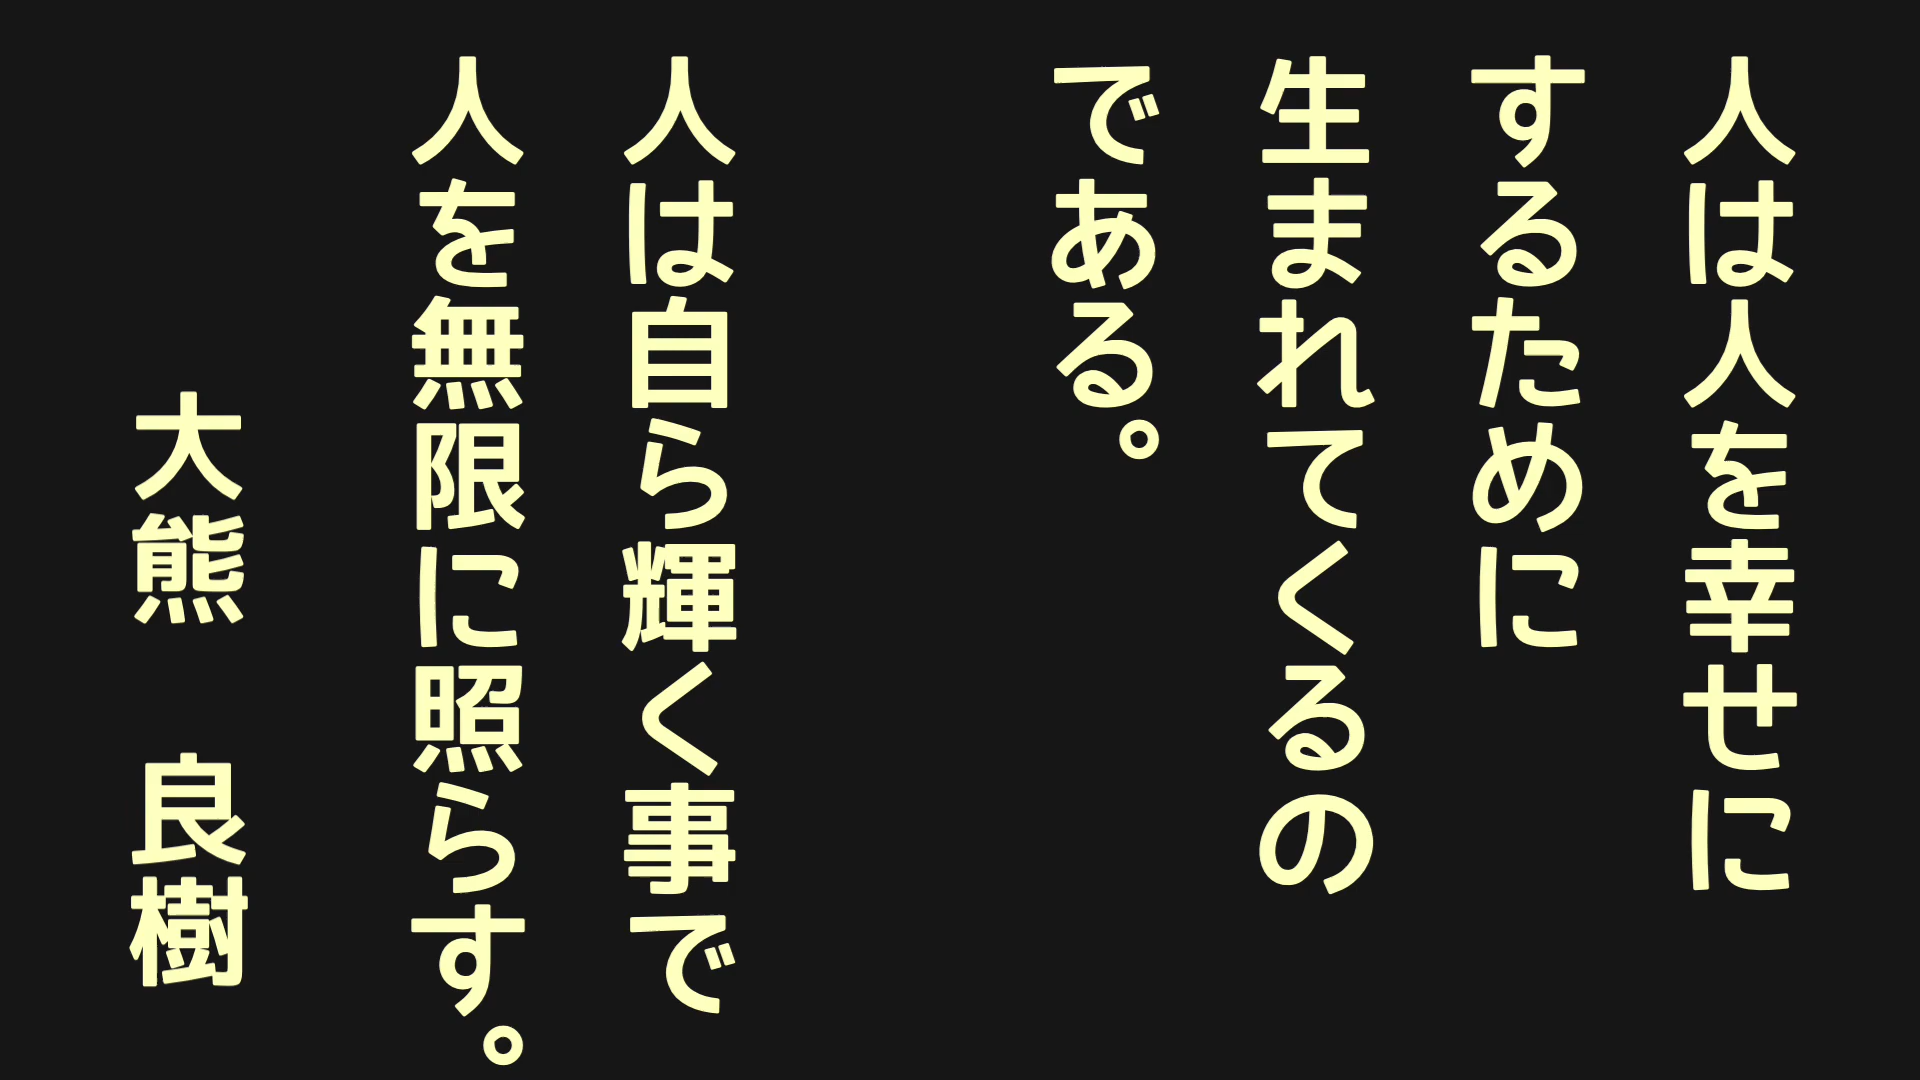 人は人を幸せに
するために
生まれてくるの
である。
人は自ら輝く事で
人を無限に照らす。
大熊　良樹